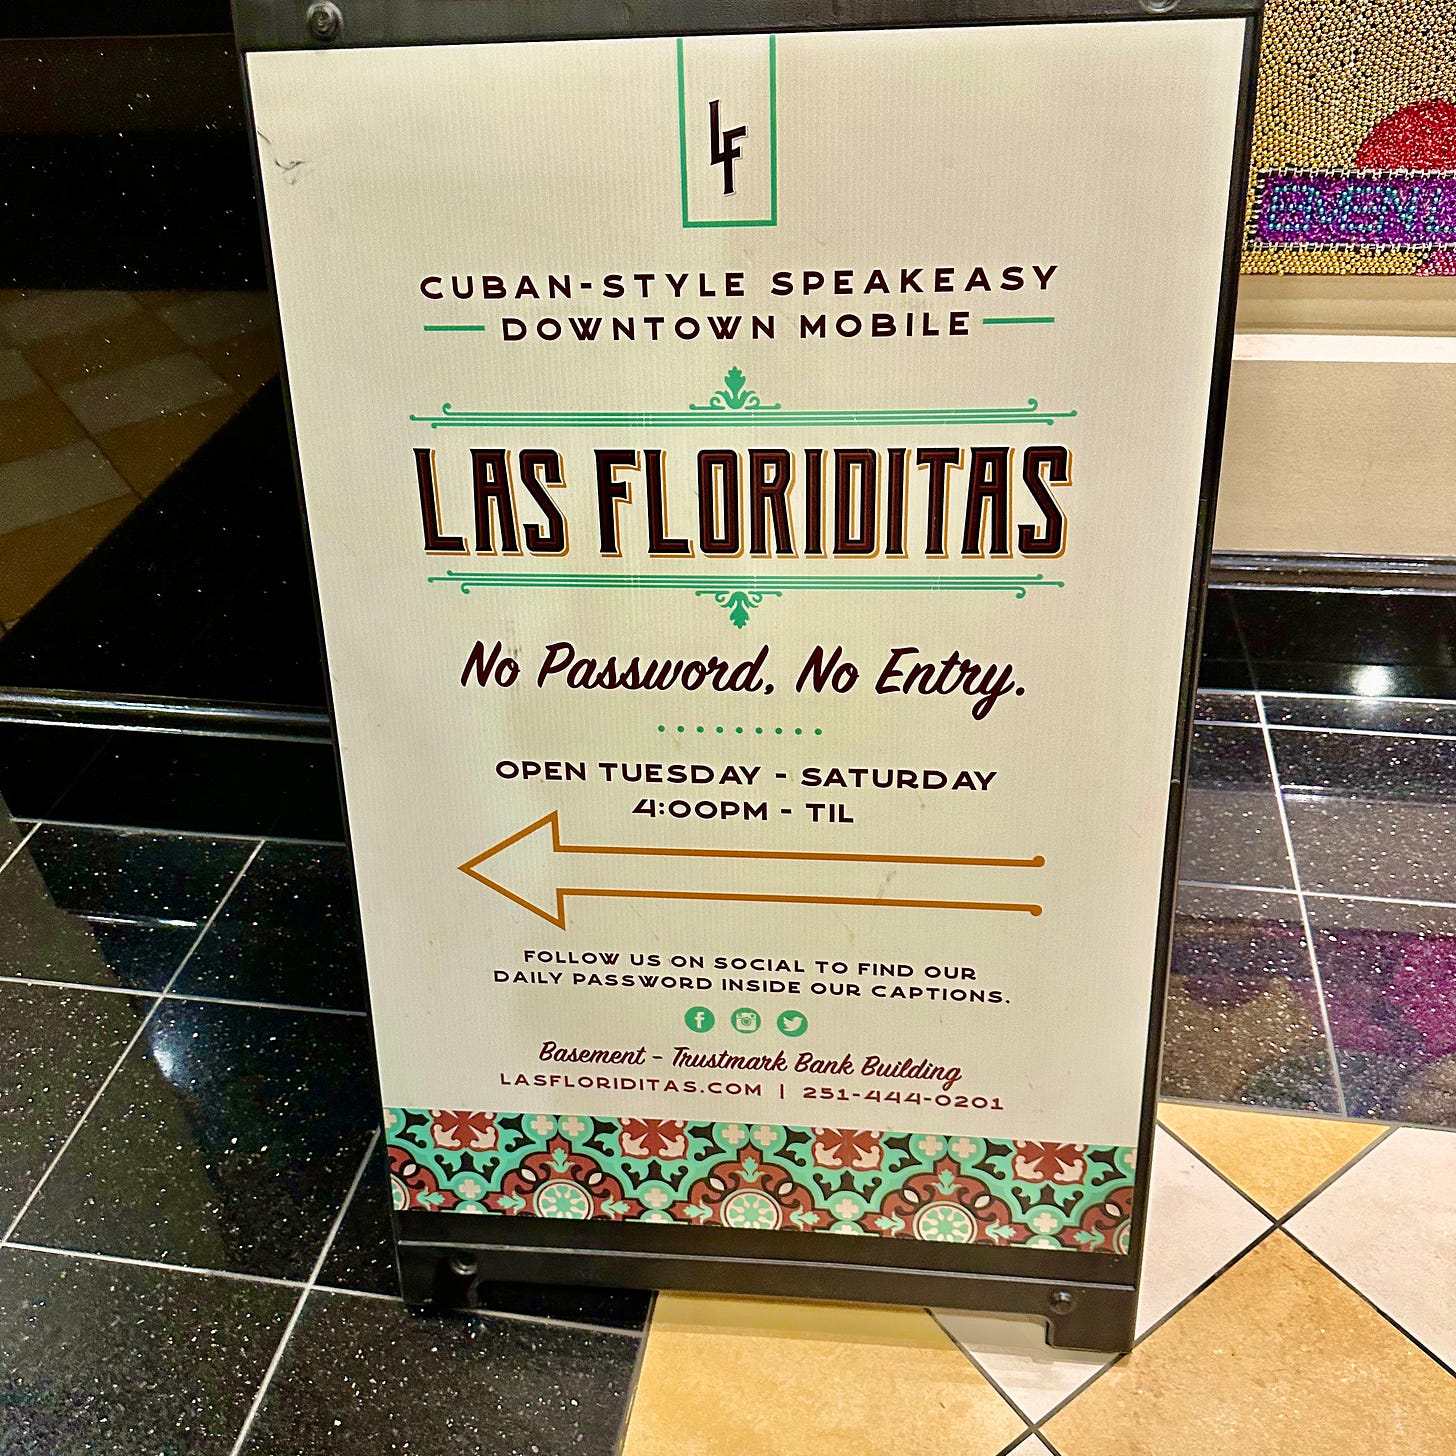 LF
CUBAN-STYLE SPEAKEASY
DOWNTOWN MOBILE
LAS FLORIDITAS
No Password, No Entry.
OPEN TUESDAY - SATURDAY
4:00PM - TIL
FOLLOW US ON SOCIAL TO FIND OUR
DAILY PASSWORD INSIDE OUR CAPTIONS.
Basement - Trustmark Bank Building
LASFLORIDITAS.COM | 251-444-0201